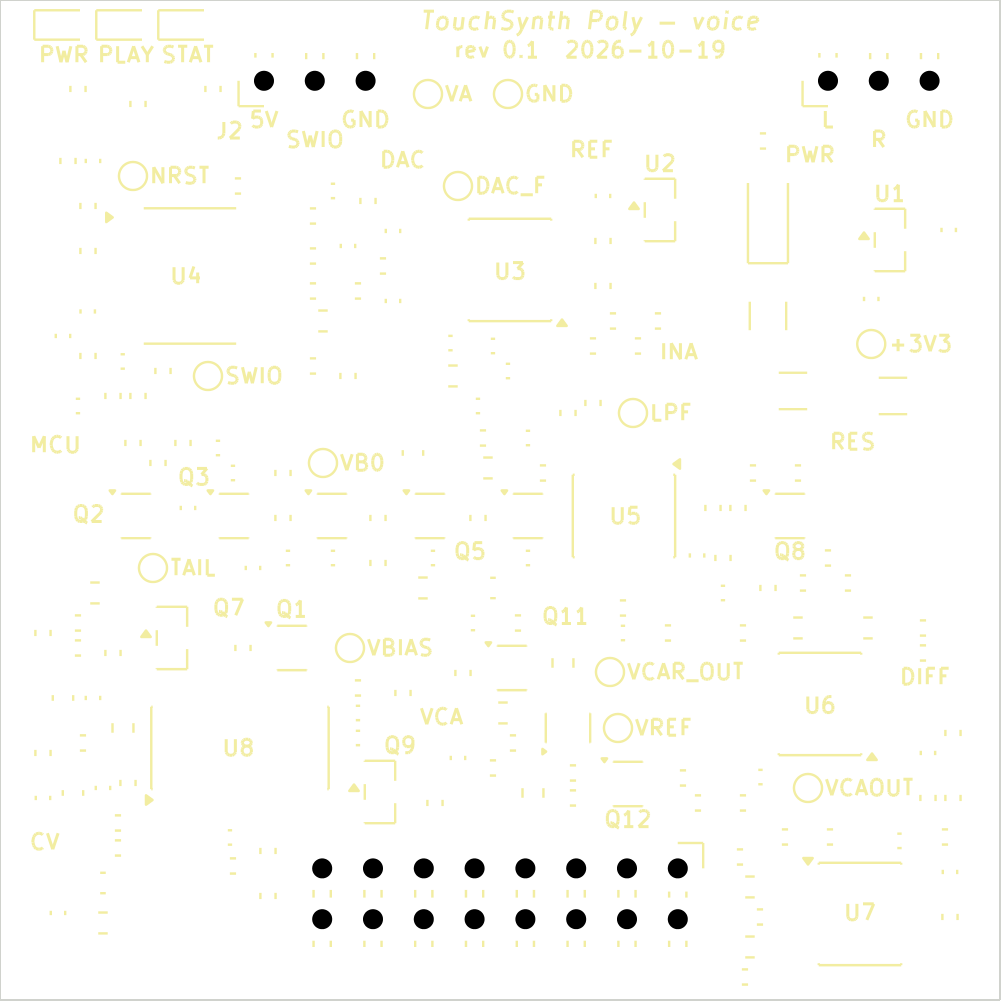 TouchSynth Poly – voice
rev 0.1 2026-10-19
PWR PLAY STAT
VA
GND
5V
GND
L
GND
J2
SWIO
R
DAC
REF
PWR
U2
NRST
DAC_F
U1
U4
U3
+3V3
INA
SWIO
LPF
MCU
RES
VB0
Q3
Q2
U5
Q5
Q8
TAIL
Q7
Q1
Q11
VBIAS
VCAR_OUT
DIFF
VCA
U6
VREF
U8
Q9
VCAOUT
Q12
CV
U7